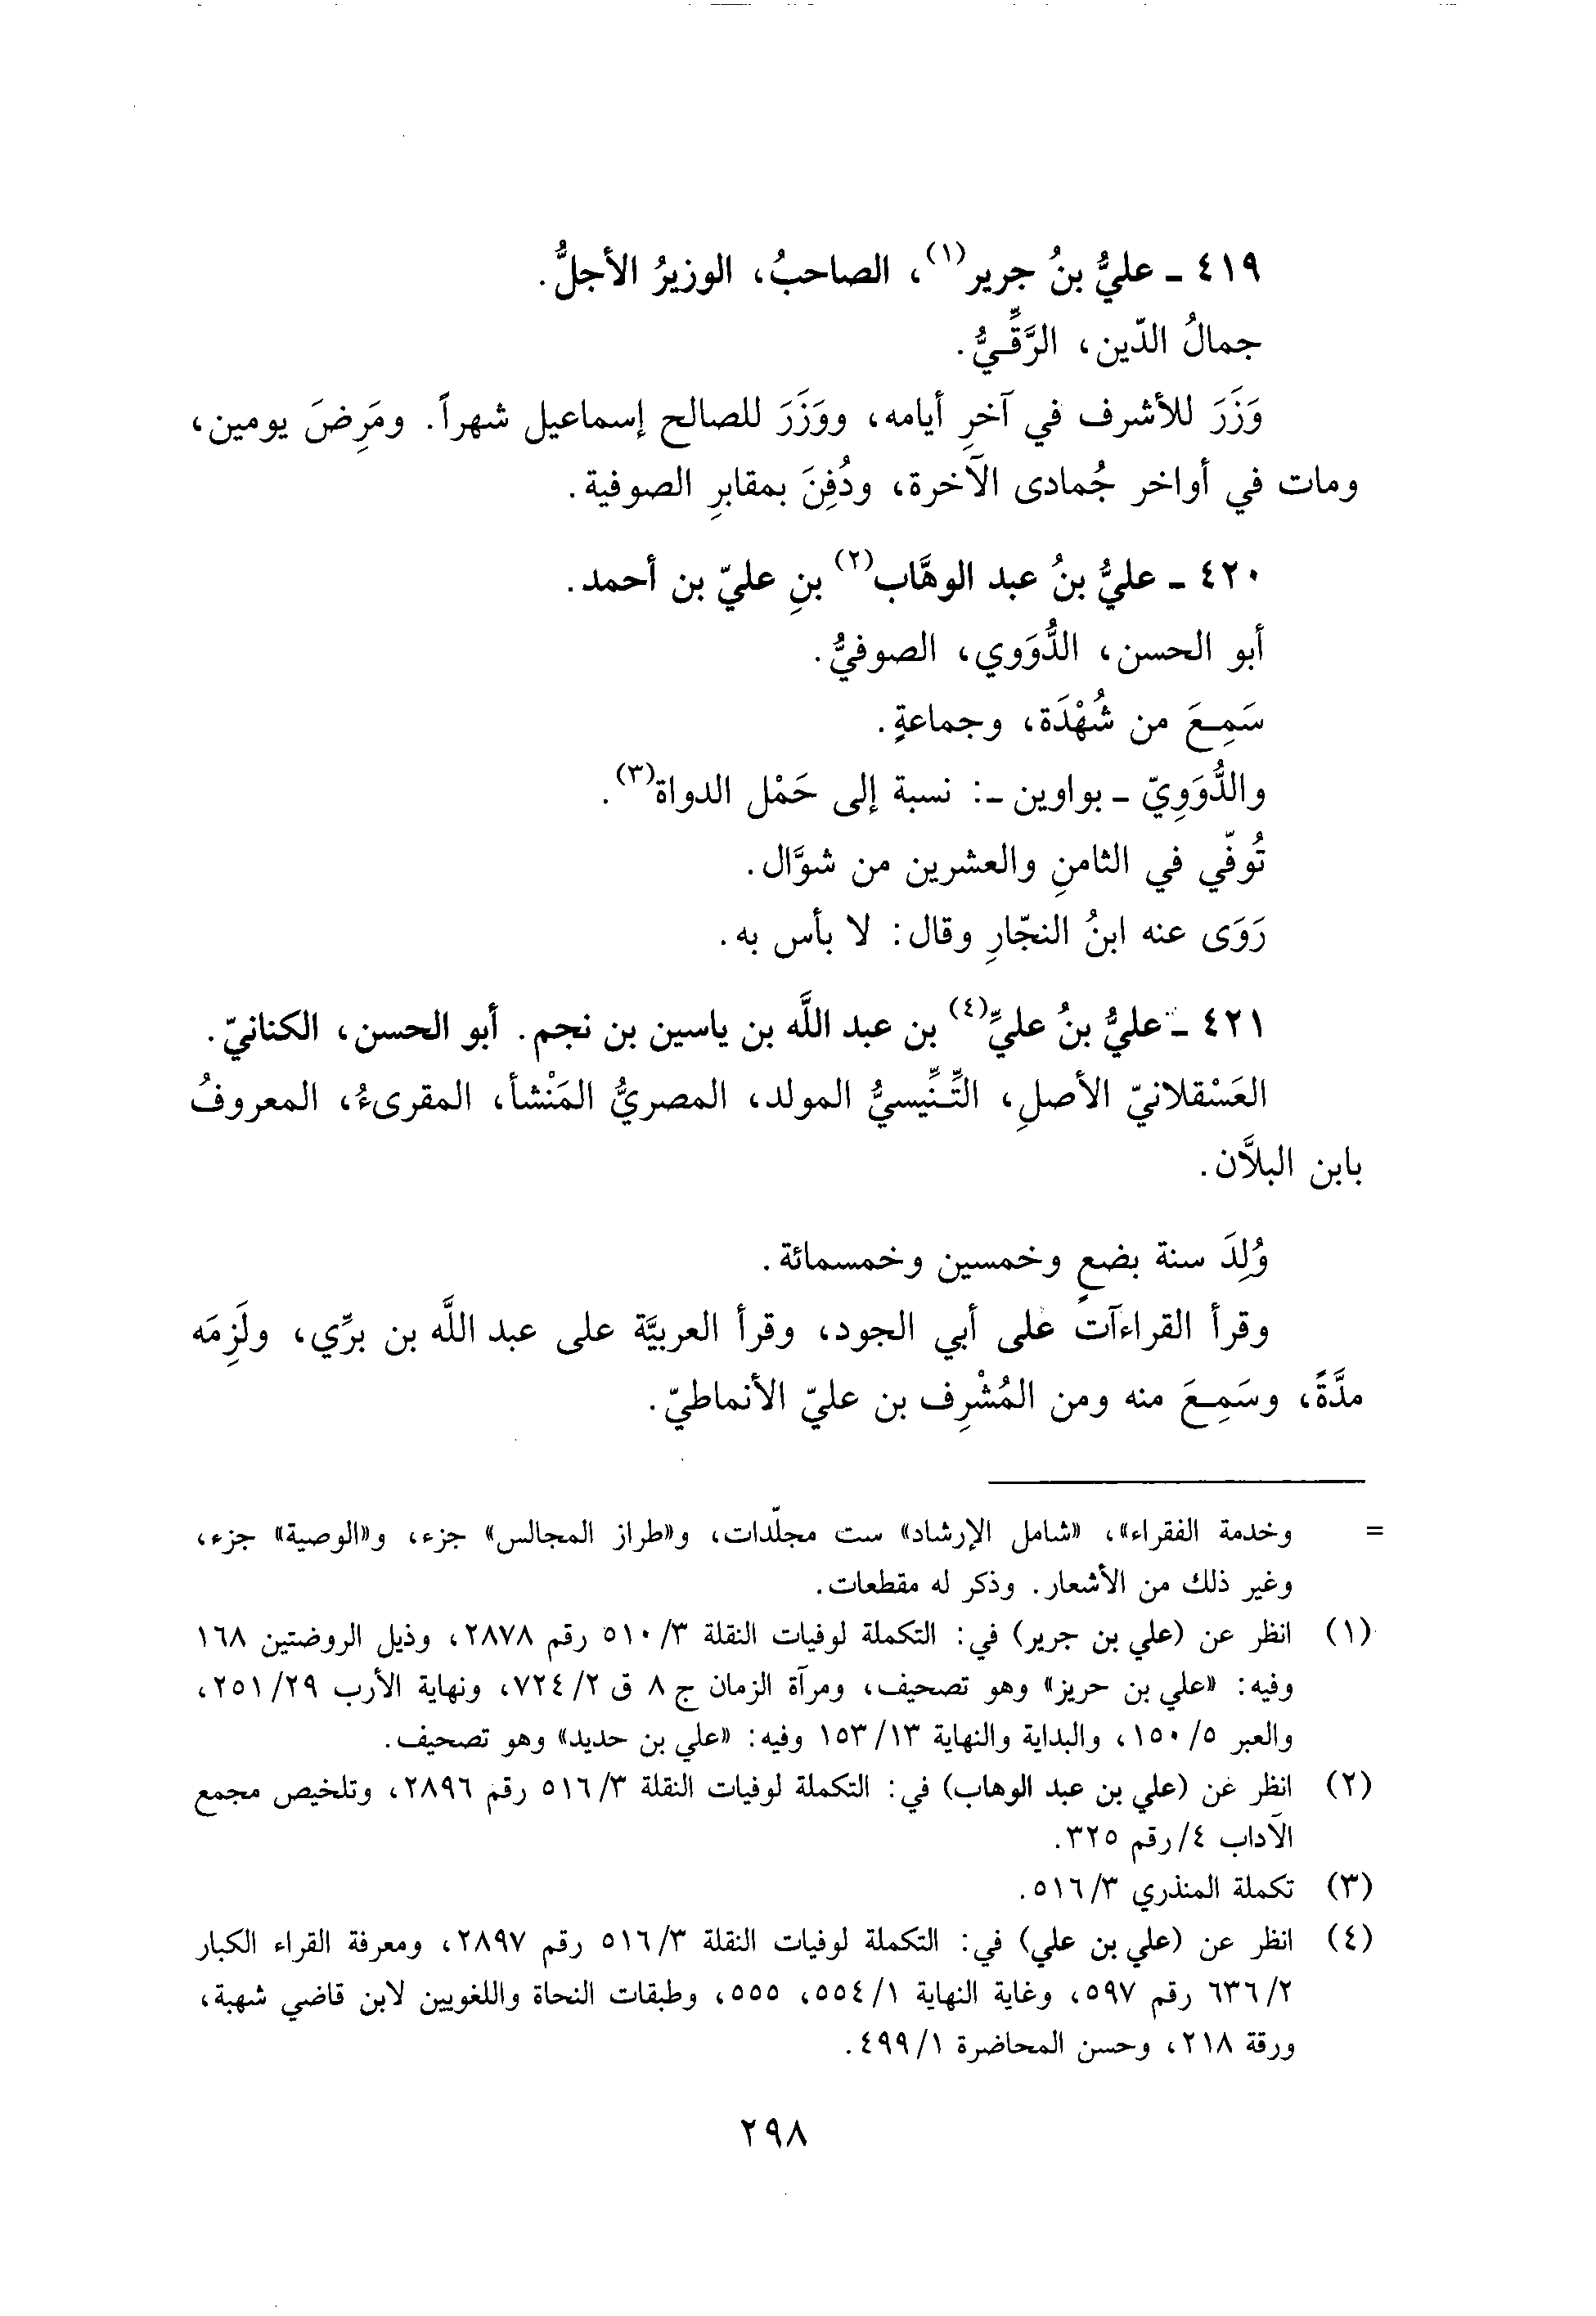 ٤١٩ ـ عليُّ بنُ جرير(١)، الصاحبُ، الوزيرُ الأجلُّ.
جمالُ الدّين، الرَّقِّـيُّ.
وَزَرَ للأشرف في آخرِ أيامه، ووَزَرَ للصالح إسماعيل شهراً. ومَرِضَ يومين،
ومات في أواخر جُمادى الآخرة، ودُفِنَ بمقابرِ الصوفية.
٤٢٠ ـ عليُّ بنُ عبد الوهَّاب(٢) بنِ عليّ بن أحمد.
أبو الحسن، الدُّوَوي، الصوفيُّ.
سَمِـعَ من شُهْدَة، وجماعةٍ.
والدُّوَوِيّ ـ بواوين ـ: نسبة إلى حَمْل الدواة(٣).
تُوفّي في الثامنِ والعشرين من شوَّال.
رَوَى عنه ابنُ النجّارِ وقال: لا بأس به.
٤٢١ ـ عليُّ بنُ عليٍّ(٤) بن عبد اللَّه بن ياسين بن نجم. أبو الحسن، الكنانيّ.
العَسْقلانيّ الأصلِ، التِّـنِّيسيُّ المولد، المصريُّ المَنْشأ، المقرىءُ، المعروفُ
بابن البلاَّن.
وُلِدَ سنة بضعٍ وخمسين وخمسمائة.
وقرأ القراءآت على أبي الجود، وقرأ العربيَّة على عبد اللَّه بن برِّي، ولَزِمَه
مدَّةً، وسَمِـعَ منه ومن المُشْرِف بن عليّ الأنماطيّ.
= وخدمة الفقراء»، «شامل الإرشاد» ست مجلّدات، و«طراز المجالس» جزء، و«الوصية» جزء،
وغير ذلك من الأشعار. وذكر له مقطعات.
(١) انظر عن (علي بن جرير) في: التكملة لوفيات النقلة ٣/ ٥١٠ رقم ٢٨٧٨، وذيل الروضتين ١٦٨
وفيه: «علي بن حريز» وهو تصحيف، ومرآة الزمان ج ٨ ق ٢/ ٧٢٤، ونهاية الأرب ٢٩/ ٢٥١،
والعبر ٥/ ١٥٠، والبداية والنهاية ١٣/ ١٥٣ وفيه: «علي بن حديد» وهو تصحيف.
(٢) انظر عن (علي بن عبد الوهاب) في: التكملة لوفيات النقلة ٣/ ٥١٦ رقم ٢٨٩٦، وتلخيص مجمع
الآداب ٤/ رقم ٣٢٥.
(٣) تكملة المنذري ٣/ ٥١٦.
(٤) انظر عن (علي بن علي) في: التكملة لوفيات النقلة ٣/ ٥١٦ رقم ٢٨٩٧، ومعرفة القراء الكبار
٢/ ٦٣٦ رقم ٥٩٧، وغاية النهاية ١/ ٥٥٤، ٥٥٥، وطبقات النحاة واللغويين لابن قاضي شهبة،
ورقة ٢١٨، وحسن المحاضرة ١/ ٤٩٩.
٢٩٨